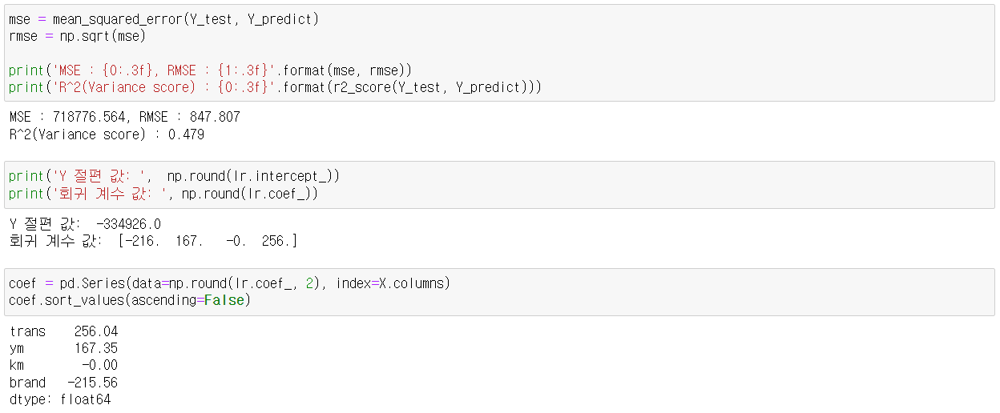 mse = mean_squared_error(Y_test, Y_predict)
rmse = np.sqrt(mse)
print('MSE : {0:.3f}, RMSE : {1:.3f}'.format(mse, rmse))
print('R^2(Variance score) : {0:.3f}'.format(r2_score(Y_test, Y_predict)))
MSE : 718776.564, RMSE : 847.807
R^2(Variance score) : 0.479
print('Y 절편 값: ',  np.round(lr.intercept_))
print('회귀 계수 값: ', np.round(lr.coef_))
Y 절편 값:  -334926.0
회귀 계수 값:  [-216.  167.   -0.  256.]
coef = pd.Series(data=np.round(lr.coef_, 2), index=X.columns)
coef.sort_values(ascending=False)
trans    256.04
ym       167.35
km        -0.00
brand   -215.56
dtype: float64